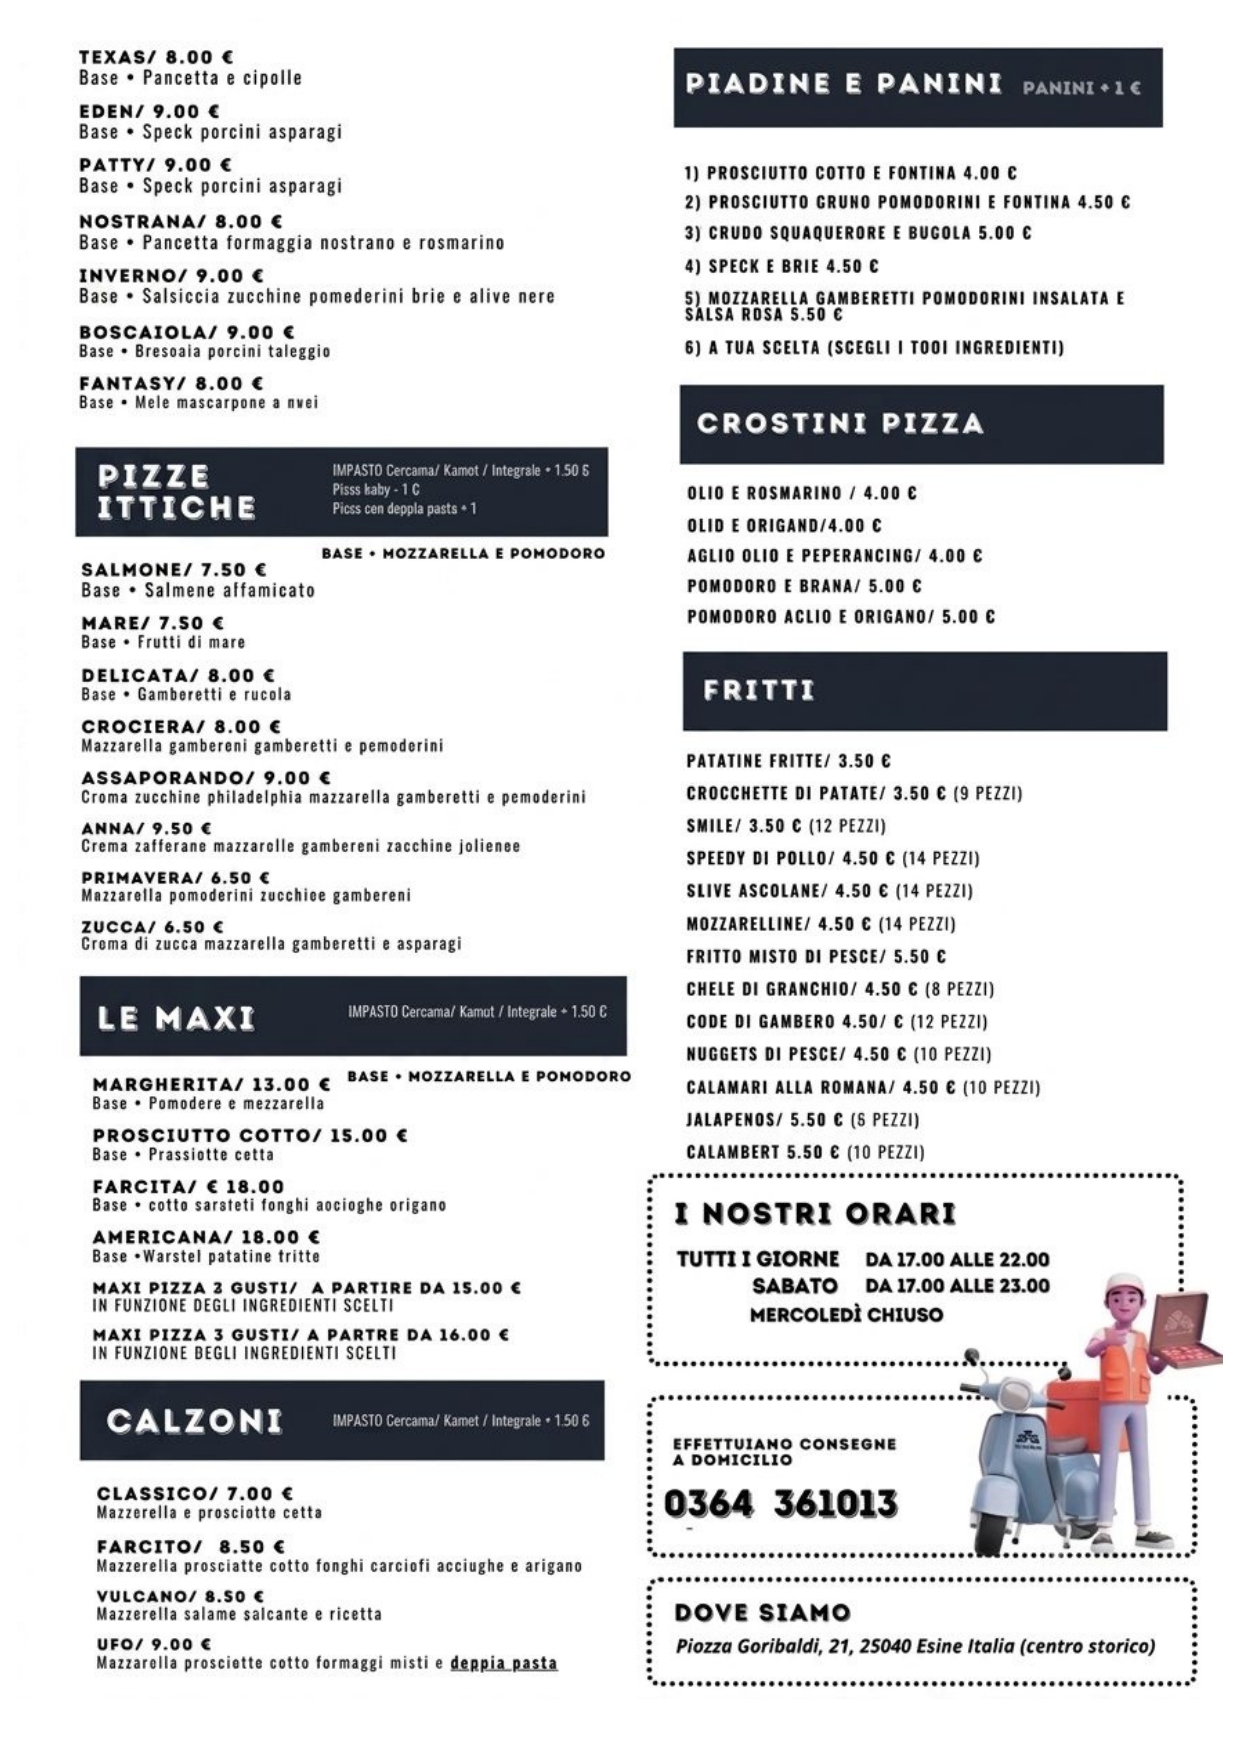 TEXAS/ 8.00 €
Base • Pancetta e cipolle
EDEN/ 9.00 €
Base • Speck porcini asparagi
PATTY/ 9.00 €
Base • Speck porcini asparagi
NOSTRANA/ 8.00 €
Base • Pancetta formaggia nostrano e rosmarino
INVERNO/ 9.00 €
Base • Salsiccia zucchine pomederini brie e alive nere
BOSCAIOLA/ 9.00 €
Base • Bresoaia porcini taleggio
FANTASY/ 8.00 €
Base • Mele mascarpone a nvei
PIZZE
ITTICHE
IMPASTO Cercama/ Kamot / Integrale + 1.50 6
Pisss kaby - 1 C
Picss cen deppla pasts + 1
BASE • MOZZARELLA E POMODORO
SALMONE/ 7.50 €
Base • Salmene affamicato
MARE/ 7.50 €
Base • Frutti di mare
DELICATA/ 8.00 €
Base • Gamberetti e rucola
CROCIERA/ 8.00 €
Mazzarella gambereni gamberetti e pemoderini
ASSAPORANDO/ 9.00 €
Croma zucchine philadelphia mazzarella gamberetti e pemoderini
ANNA/ 9.50 €
Crema zafferane mazzarolle gambereni zacchine jolienee
PRIMAVERA/ 6.50 €
Mazzarella pomoderini zucchioe gambereni
ZUCCA/ 6.50 €
Croma di zucca mazzarella gamberetti e asparagi
LE MAXI
IMPASTO Cercama/ Kamut / Integrale + 1.50 €
BASE • MOZZARELLA E POMODORO
MARGHERITA/ 13.00 €
Base • Pomodere e mezzarella
PROSCIUTTO COTTO/ 15.00 €
Base • Prassiotte cetta
FARCITA/ € 18.00
Base • cotto sarsteti fonghi aocioghe origano
AMERICANA/ 18.00 €
Base •Warstel patatine fritte
MAXI PIZZA 2 GUSTI/ A PARTIRE DA 15.00 €
IN FUNZIONE DEGLI INGREDIENTI SCELTI
MAXI PIZZA 3 GUSTI/ A PARTRE DA 16.00 €
IN FUNZIONE BEGLI INGREDIENTI SCELTI
CALZONI
IMPASTO Cercama/ Kamet / Integrale + 1.50 6
CLASSICO/ 7.00 €
Mazzerella e prosciotte cetta
FARCITO/ 8.50 €
Mazzerella prosciatte cotto fonghi carciofi acciughe e arigano
VULCANO/ 8.50 €
Mazzerella salame salcante e ricetta
UFO/ 9.00 €
Mazzarella prosciette cotto formaggi misti e deppia pasta
PIADINE E PANINI PANINI + 1 €
1) PROSCIUTTO COTTO E FONTINA 4.00 €
2) PROSCIUTTO GRUNO POMODORINI E FONTINA 4.50 €
3) CRUDO SQUAQUERORE E BUGOLA 5.00 €
4) SPECK E BRIE 4.50 €
5) MOZZARELLA GAMBERETTI POMODORINI INSALATA E
SALSA ROSA 5.50 €
6) A TUA SCELTA (SCEGLI I TOOI INGREDIENTI)
CROSTINI PIZZA
OLIO E ROSMARINO / 4.00 €
OLID E ORIGAND/4.00 €
AGLIO OLIO E PEPERANCING/ 4.00 €
POMODORO E BRANA/ 5.00 €
POMODORO ACLIO E ORIGANO/ 5.00 €
FRITTI
PATATINE FRITTE/ 3.50 €
CROCCHETTE DI PATATE/ 3.50 € (9 PEZZI)
SMILE/ 3.50 € (12 PEZZI)
SPEEDY DI POLLO/ 4.50 € (14 PEZZI)
SLIVE ASCOLANE/ 4.50 € (14 PEZZI)
MOZZARELLINE/ 4.50 € (14 PEZZI)
FRITTO MISTO DI PESCE/ 5.50 €
CHELE DI GRANCHIO/ 4.50 € (8 PEZZI)
CODE DI GAMBERO 4.50/ € (12 PEZZI)
NUGGETS DI PESCE/ 4.50 € (10 PEZZI)
CALAMARI ALLA ROMANA/ 4.50 € (10 PEZZI)
JALAPENOS/ 5.50 € (6 PEZZI)
CALAMBERT 5.50 € (10 PEZZI)
I NOSTRI ORARI
TUTTI I GIORNE DA 17.00 ALLE 22.00
SABATO DA 17.00 ALLE 23.00
MERCOLEDÌ CHIUSO
EFFETTUIANO CONSEGNE
A DOMICILIO
0364 361013
DOVE SIAMO
Piozza Goribaldi, 21, 25040 Esine Italia (centro storico)